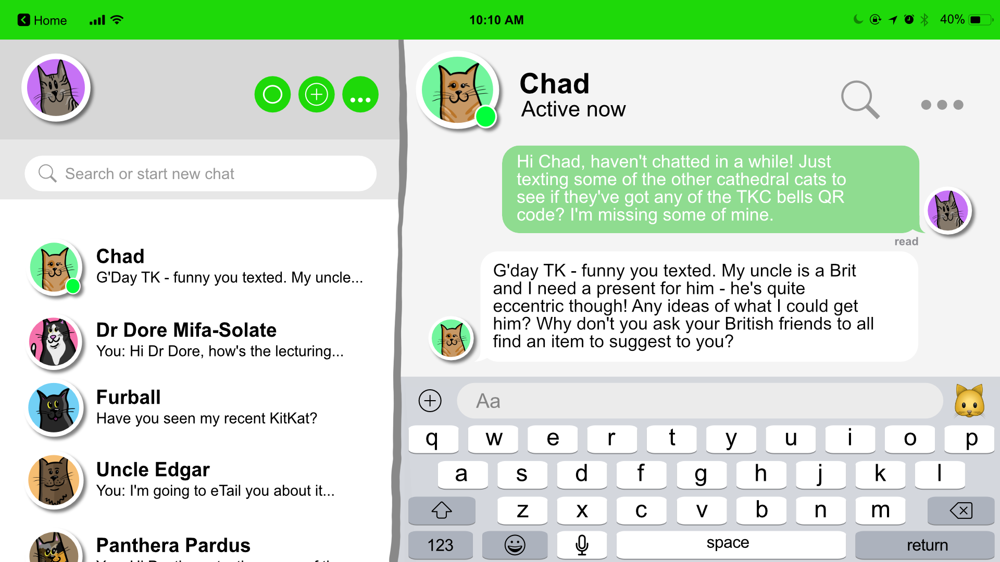 Home
10:10 AM
40%
Search or start new chat
Chad
G'Day TK - funny you texted. My uncle...
Dr Dore Mifa-Solate
You: Hi Dr Dore, how's the lecturing...
Furball
Have you seen my recent KitKat?
Uncle Edgar
You: I'm going to eTail you about it...
Panthera Pardus
Chad
Active now
Hi Chad, haven't chatted in a while! Just
texting some of the other cathedral cats to
see if they've got any of the TKC bells QR
code? I'm missing some of mine.
read
G'day TK - funny you texted. My uncle is a Brit
and I need a present for him - he's quite
eccentric though! Any ideas of what I could get
him? Why don't you ask your British friends to all
find an item to suggest to you?
Aa
q w e r t y u i o p
a s d f g h j k l
z x c v b n m
123 space return